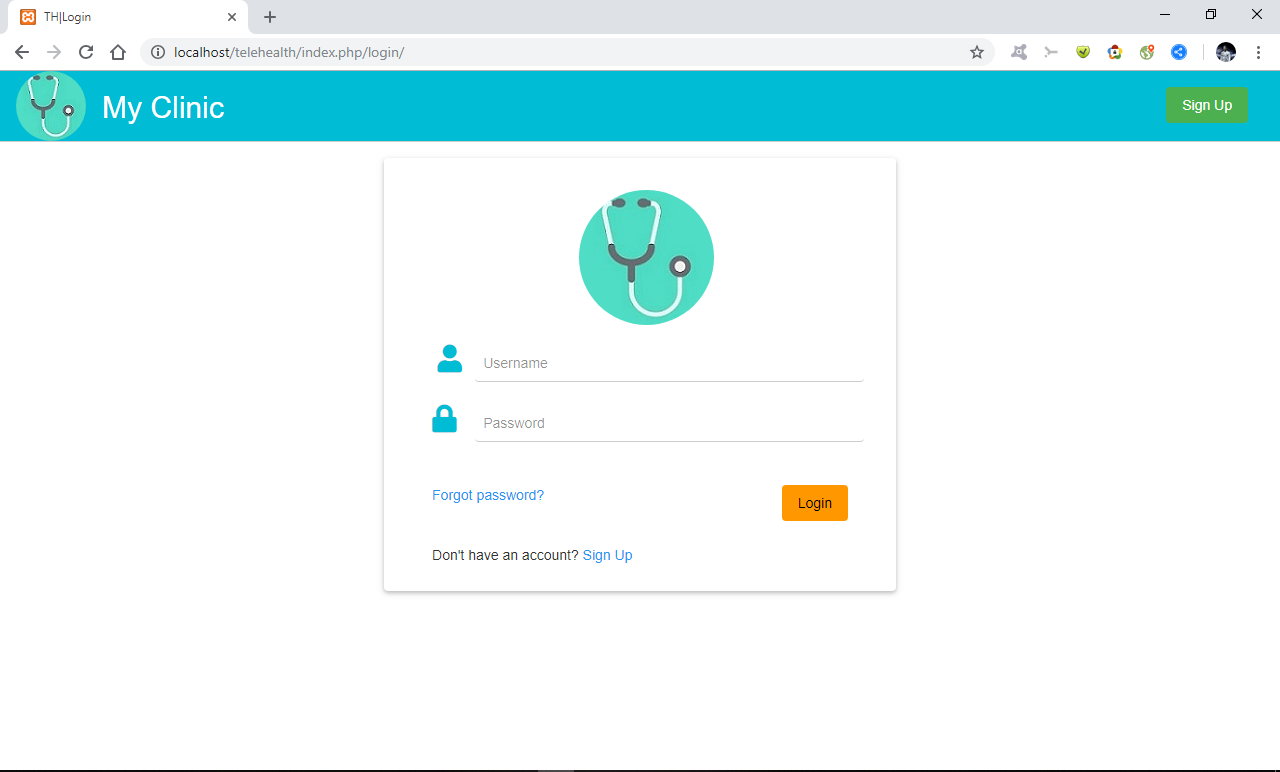 TH|Login
localhost/telehealth/index.php/login/
My Clinic
Sign Up
Username
Password
Forgot password?
Login
Don't have an account? Sign Up